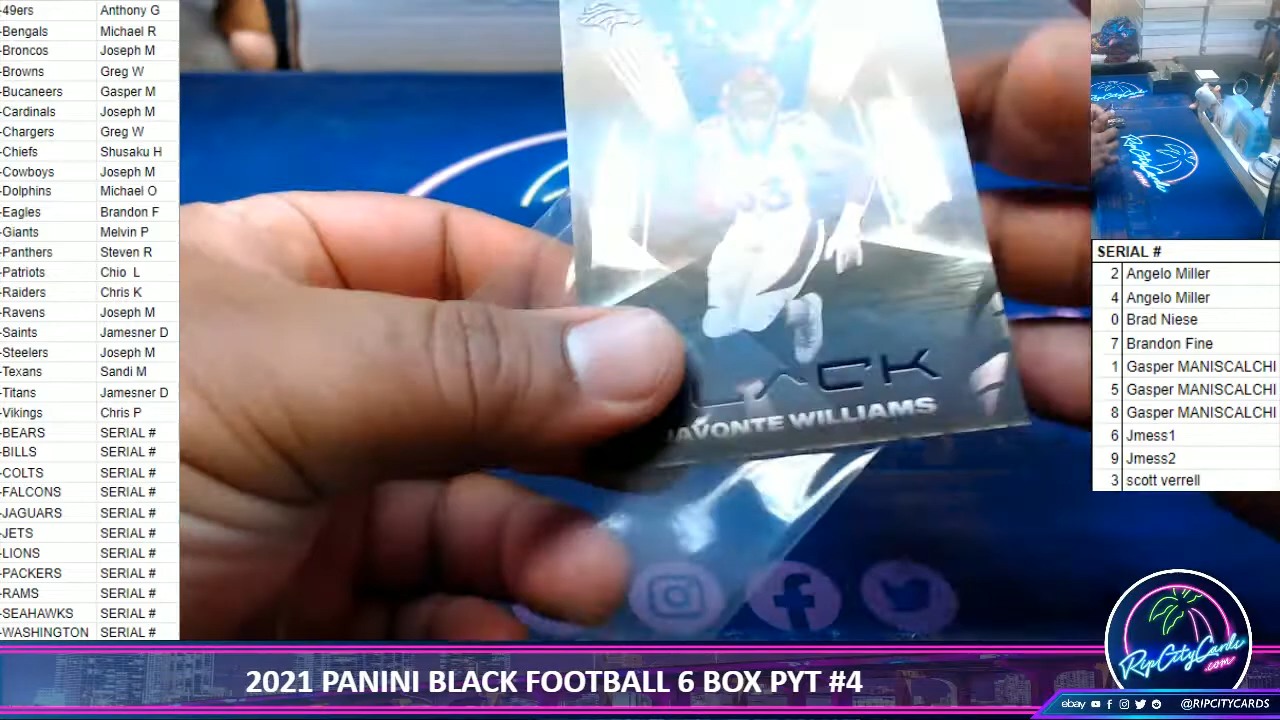 -49ers Anthony G
-Bengals Michael R
-Broncos Joseph M
-Browns Greg W
-Bucaneers Gasper M
-Cardinals Joseph M
-Chargers Greg W
-Chiefs Shusaku H
-Cowboys Joseph M
-Dolphins Michael O
-Eagles Brandon F
-Giants Melvin P
-Panthers Steven R
-Patriots Chio L
-Raiders Chris K
-Ravens Joseph M
-Saints Jamesner D
-Steelers Joseph M
-Texans Sandi M
-Titans Jamesner D
-Vikings Chris P
-BEARS SERIAL #
-BILLS SERIAL #
-COLTS SERIAL #
-FALCONS SERIAL #
-JAGUARS SERIAL #
-JETS SERIAL #
-LIONS SERIAL #
-PACKERS SERIAL #
-RAMS SERIAL #
-SEAHAWKS SERIAL #
-WASHINGTON SERIAL #
33
LACK
JAVONTE WILLIAMS
SERIAL #
2 Angelo Miller
4 Angelo Miller
0 Brad Niese
7 Brandon Fine
1 Gasper MANISCALCHI
5 Gasper MANISCALCHI
8 Gasper MANISCALCHI
6 Jmess1
9 Jmess2
3 scott verrell
RipCityCards
.com
2021 PANINI BLACK FOOTBALL 6 BOX PYT #4
ebay @RIPCITYCARDS